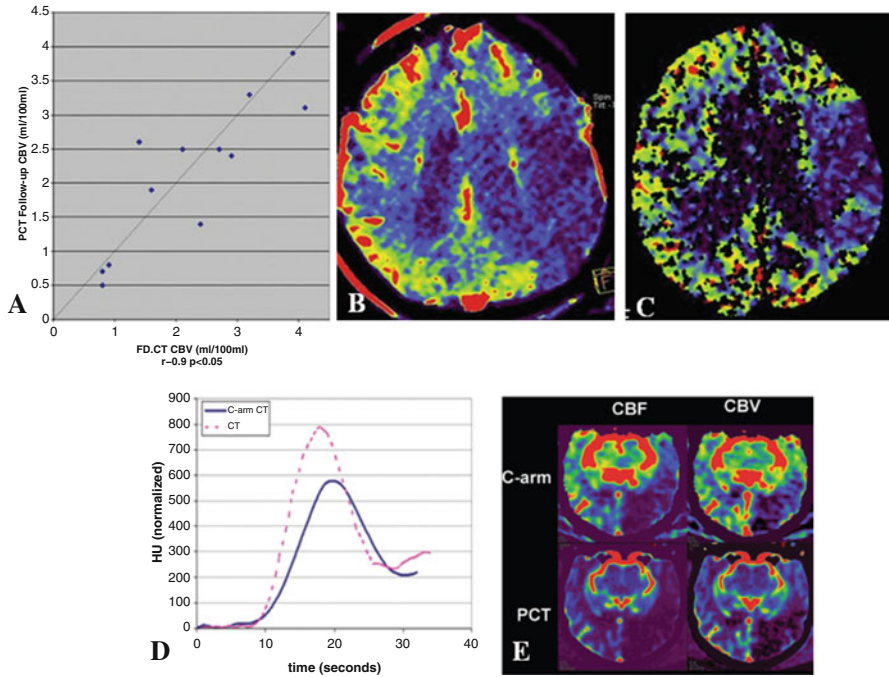 4.5
4
3.5
3
2.5
2
1.5
1
0.5
0
PCT Follow-up CBV (ml/100ml)
0 1 2 3 4
FD.CT CBV (ml/100ml)
r–0.9 p<0.05
A
B
Spin
Tilt -1
F
C
900
800
700
600
500
400
300
200
100
0
HU (normalized)
C-arm CT
CT
0 10 20 30 40
time (seconds)
D
CBF CBV
C-arm
PCT
E